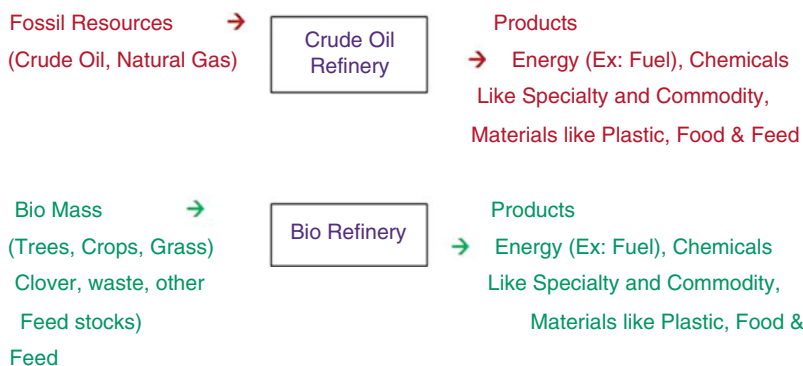 Fossil Resources →
(Crude Oil, Natural Gas)
Crude Oil
Refinery
Products
→ Energy (Ex: Fuel), Chemicals
Like Specialty and Commodity,
Materials like Plastic, Food & Feed
Bio Mass →
(Trees, Crops, Grass)
Clover, waste, other
Feed stocks)
Bio Refinery
Products
→ Energy (Ex: Fuel), Chemicals
Like Specialty and Commodity,
Materials like Plastic, Food &
Feed